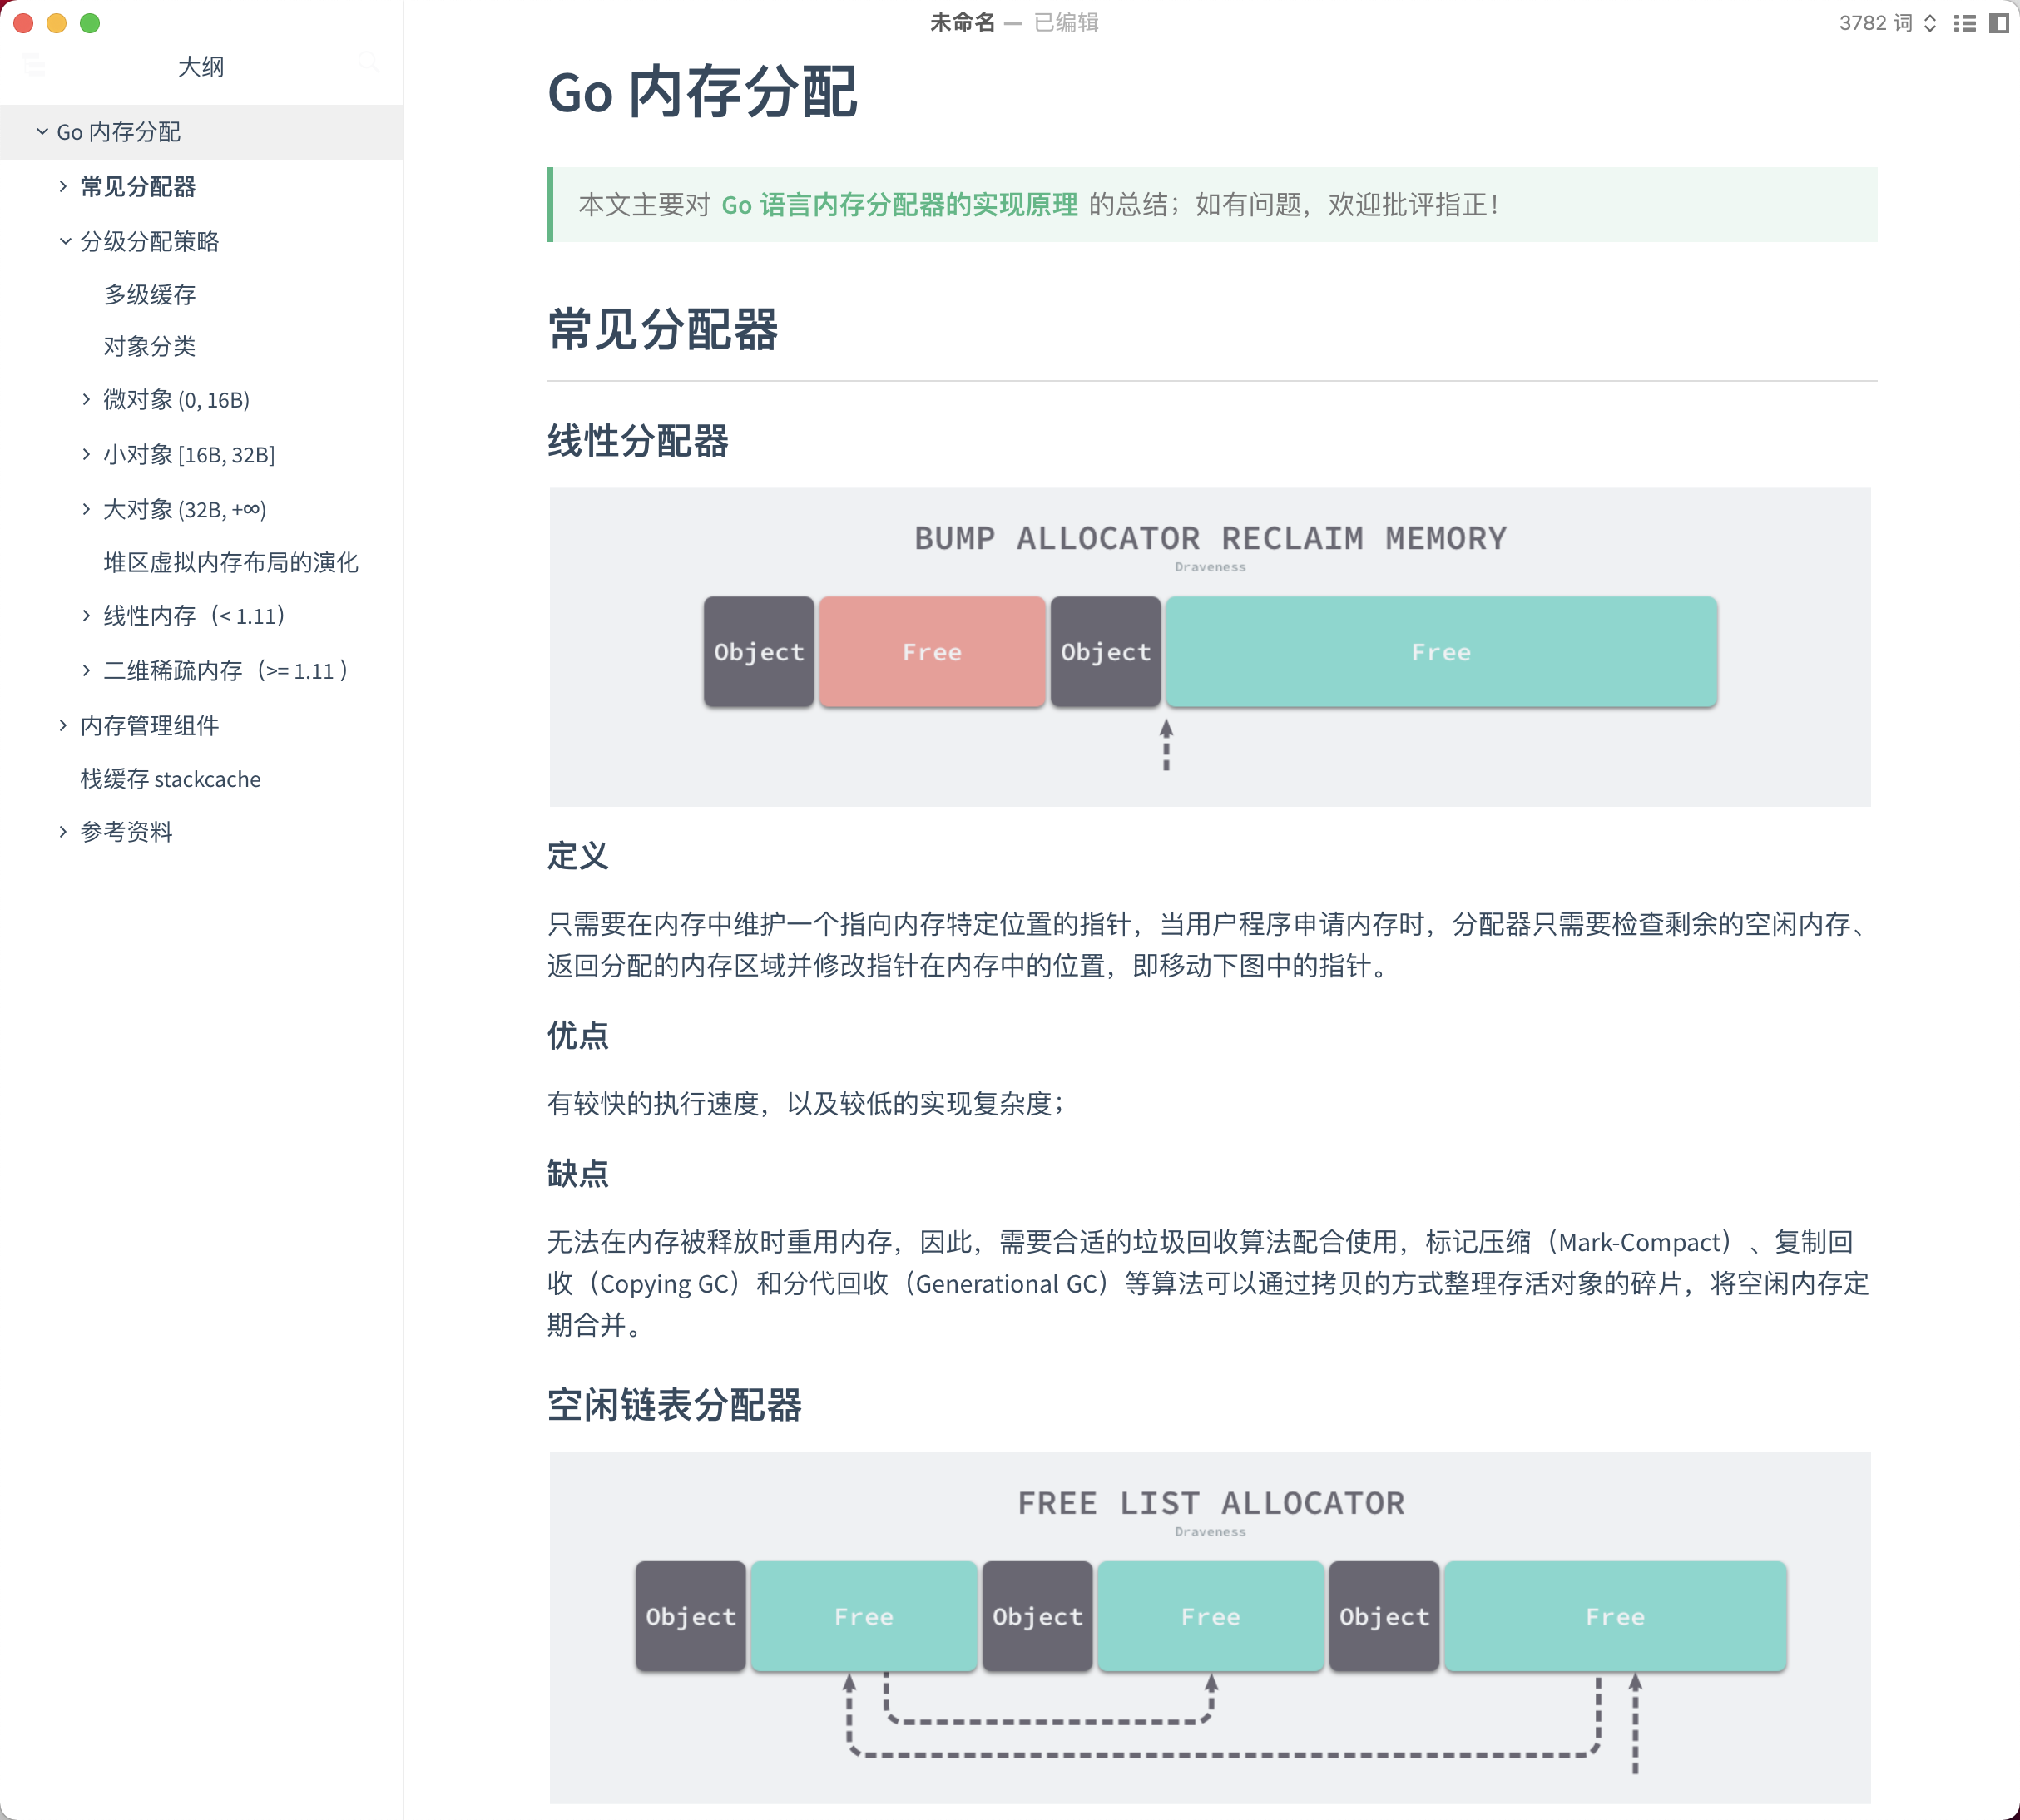 未命名 — 已编辑
3782 词
大纲
Go 内存分配
常见分配器
分级分配策略
多级缓存
对象分类
微对象 (0, 16B)
小对象 [16B, 32B]
大对象 (32B, +∞)
堆区虚拟内存布局的演化
线性内存（< 1.11）
二维稀疏内存（>= 1.11 ）
内存管理组件
栈缓存 stackcache
参考资料
Go 内存分配
本文主要对 Go 语言内存分配器的实现原理 的总结；如有问题，欢迎批评指正！
常见分配器
线性分配器
BUMP ALLOCATOR RECLAIM MEMORY
Draveness
Object Free Object Free
定义
只需要在内存中维护一个指向内存特定位置的指针，当用户程序申请内存时，分配器只需要检查剩余的空闲内存、
返回分配的内存区域并修改指针在内存中的位置，即移动下图中的指针。
优点
有较快的执行速度，以及较低的实现复杂度；
缺点
无法在内存被释放时重用内存，因此，需要合适的垃圾回收算法配合使用，标记压缩（Mark-Compact）、复制回
收（Copying GC）和分代回收（Generational GC）等算法可以通过拷贝的方式整理存活对象的碎片，将空闲内存定
期合并。
空闲链表分配器
FREE LIST ALLOCATOR
Draveness
Object Free Object Free Object Free